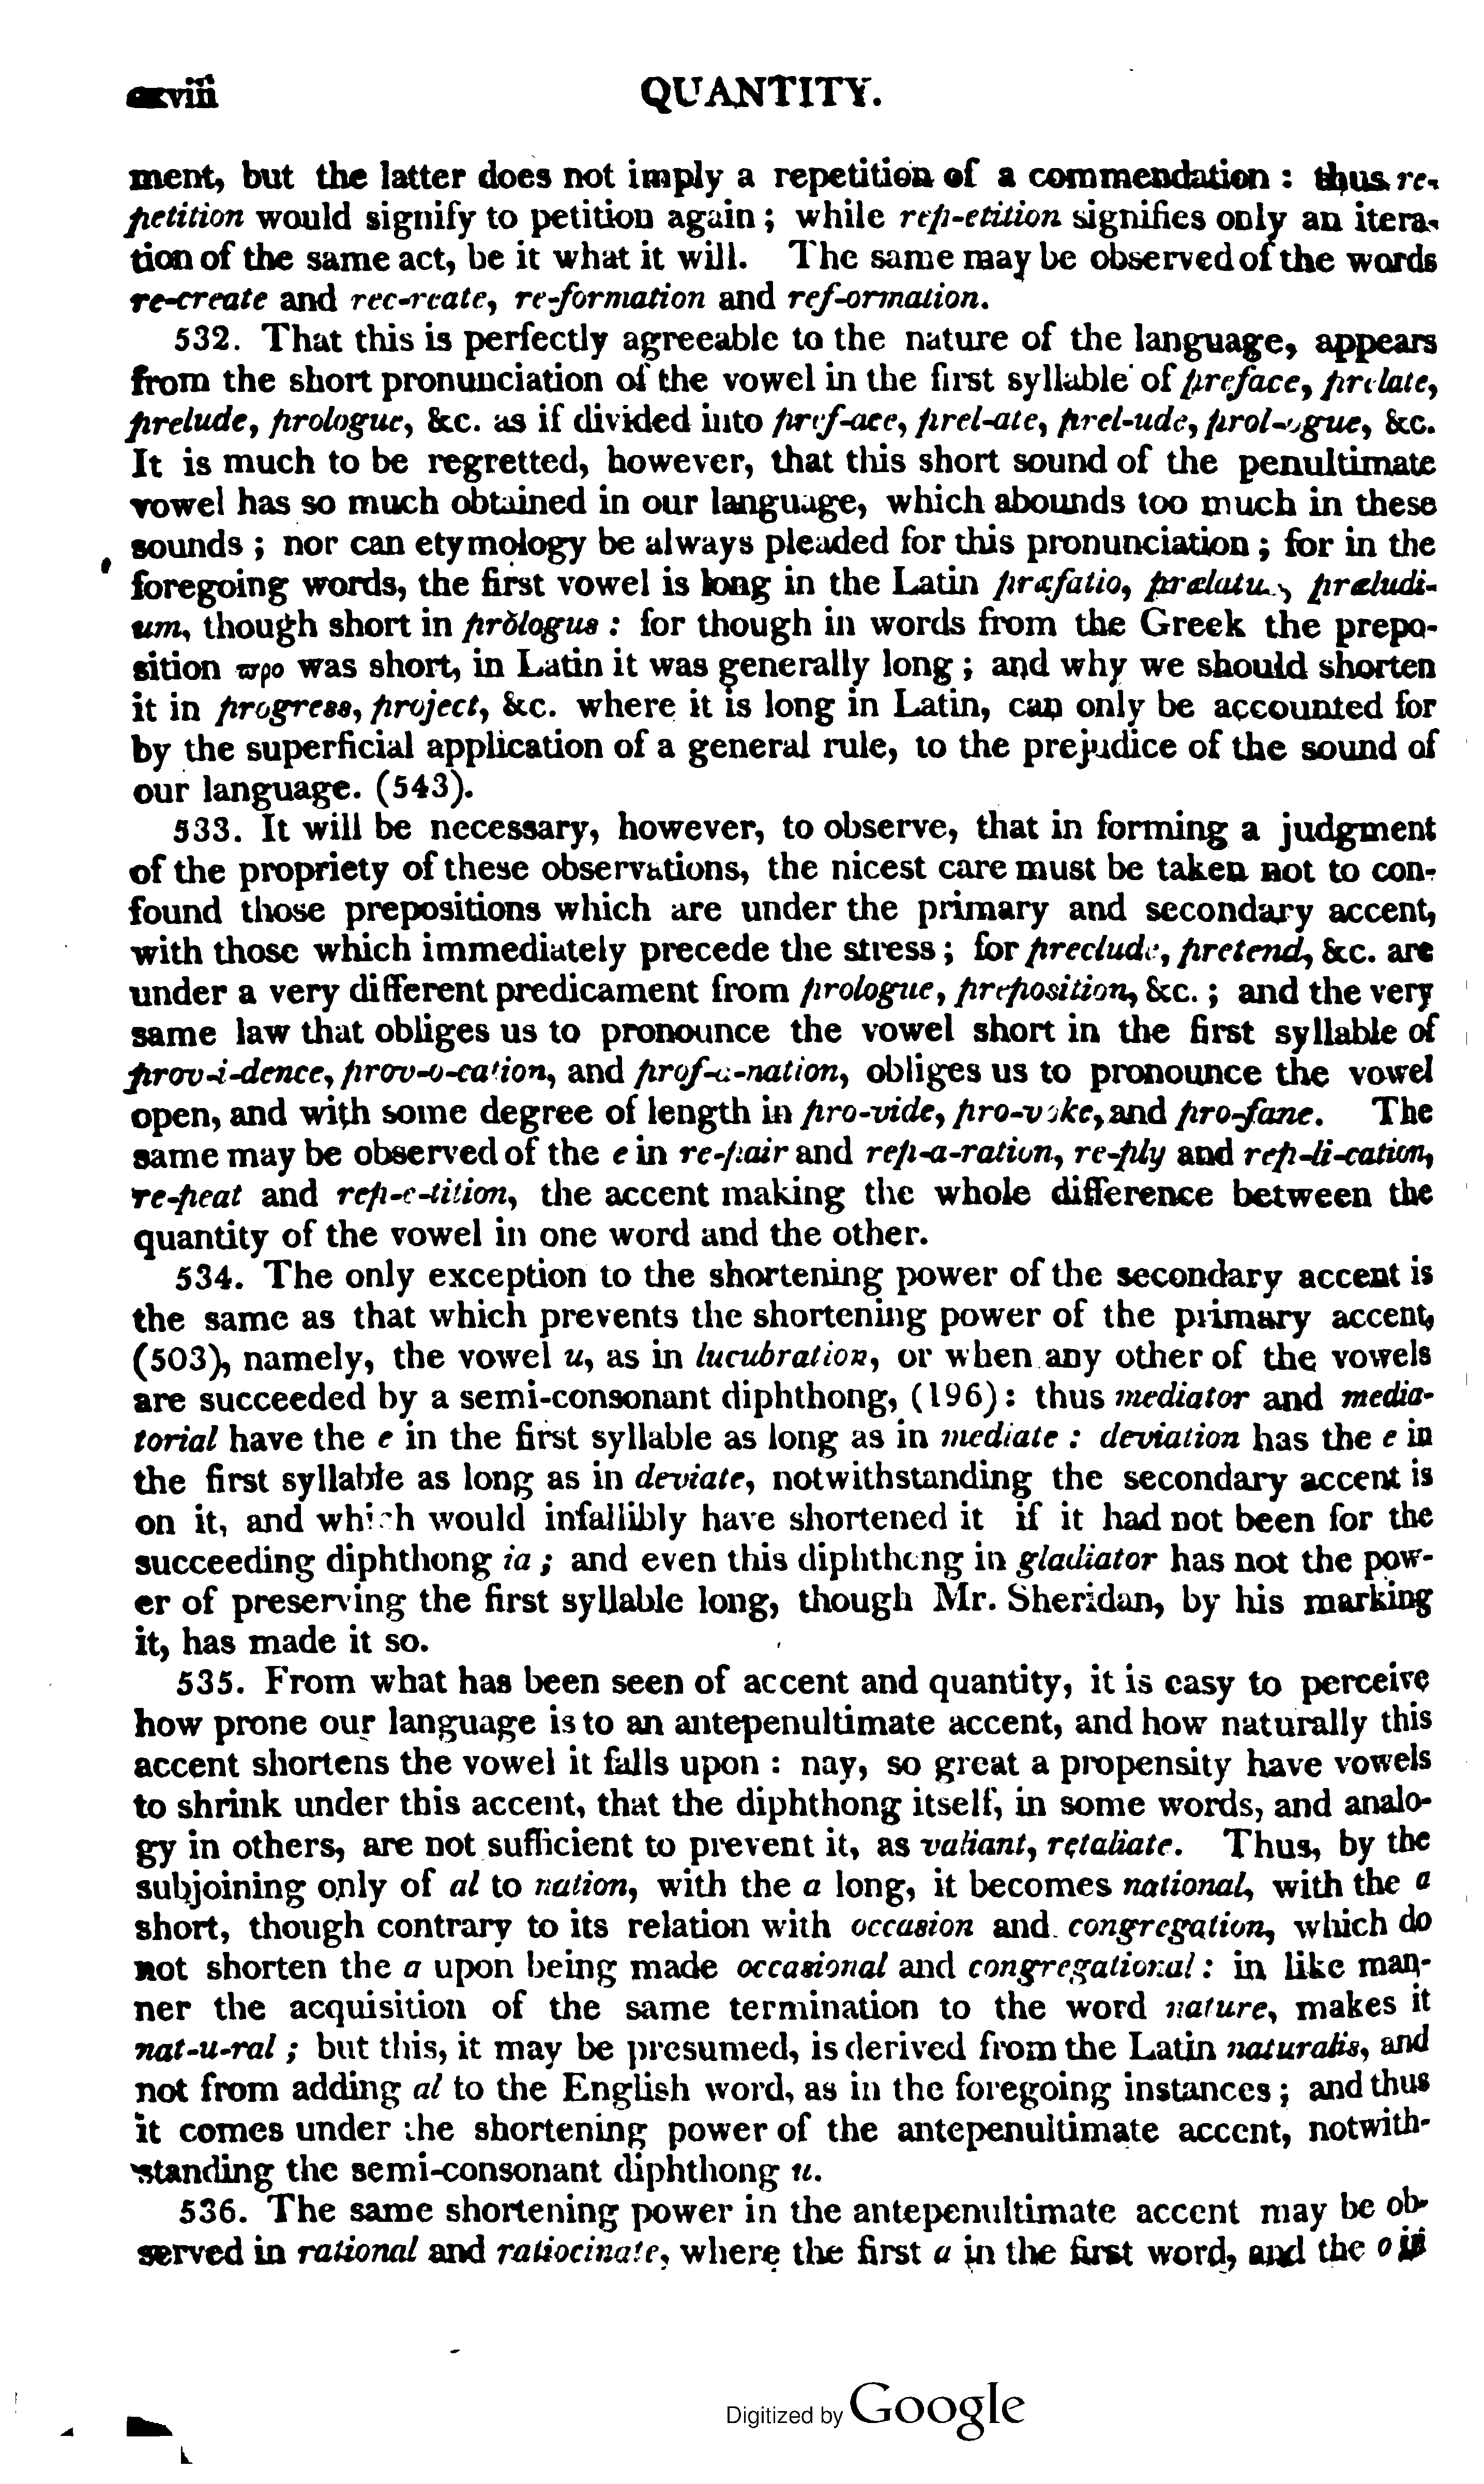 cxviii QUANTITY.
ment, but the latter does not imply a repetition of a commendation : thus re-
petition would signify to petition again ; while rep-etition signifies only an itera-
tion of the same act, be it what it will. The same may be observed of the words
re-create and rec-reate, re-formation and ref-ormation.
532. That this is perfectly agreeable to the nature of the language, appears
from the short pronunciation of the vowel in the first syllable of preface, prelate,
prelude, prologue, &c. as if divided into pref-ace, prel-ate, prel-ude, prol-ogue, &c.
It is much to be regretted, however, that this short sound of the penultimate
vowel has so much obtained in our language, which abounds too much in these
sounds ; nor can etymology be always pleaded for this pronunciation ; for in the
foregoing words, the first vowel is long in the Latin præfatio, prælatus, præludi-
um, though short in prŏlogus : for though in words from the Greek the prepo-
sition ϖρο was short, in Latin it was generally long ; and why we should shorten
it in progress, project, &c. where it is long in Latin, can only be accounted for
by the superficial application of a general rule, to the prejudice of the sound of
our language. (543).
533. It will be necessary, however, to observe, that in forming a judgment
of the propriety of these observations, the nicest care must be taken not to con-
found those prepositions which are under the primary and secondary accent,
with those which immediately precede the stress ; for preclude, pretend, &c. are
under a very different predicament from prologue, preposition, &c. ; and the very
same law that obliges us to pronounce the vowel short in the first syllable of
prov-i-dence, prov-o-cation, and prof-a-nation, obliges us to pronounce the vowel
open, and with some degree of length in pro-vide, pro-voke, and pro-fane. The
same may be observed of the e in re-pair and rep-a-ration, re-ply and rep-li-cation,
re-peat and rep-e-tition, the accent making the whole difference between the
quantity of the vowel in one word and the other.
534. The only exception to the shortening power of the secondary accent is
the same as that which prevents the shortening power of the primary accent,
(503), namely, the vowel u, as in lucubration, or when any other of the vowels
are succeeded by a semi-consonant diphthong, (196) : thus mediator and media-
torial have the e in the first syllable as long as in mediate : deviation has the e in
the first syllable as long as in deviate, notwithstanding the secondary accent is
on it, and which would infallibly have shortened it if it had not been for the
succeeding diphthong ia ; and even this diphthong in gladiator has not the pow-
er of preserving the first syllable long, though Mr. Sheridan, by his marking
it, has made it so.
535. From what has been seen of accent and quantity, it is easy to perceive
how prone our language is to an antepenultimate accent, and how naturally this
accent shortens the vowel it falls upon : nay, so great a propensity have vowels
to shrink under this accent, that the diphthong itself, in some words, and analo-
gy in others, are not sufficient to prevent it, as valiant, retaliate. Thus, by the
subjoining only of al to nation, with the a long, it becomes national, with the a
short, though contrary to its relation with occasion and congregation, which do
not shorten the a upon being made occasional and congregational : in like man-
ner the acquisition of the same termination to the word nature, makes it
nat-u-ral ; but this, it may be presumed, is derived from the Latin naturalis, and
not from adding al to the English word, as in the foregoing instances ; and thus
it comes under the shortening power of the antepenultimate accent, notwith-
standing the semi-consonant diphthong u.
536. The same shortening power in the antepenultimate accent may be ob-
served in rational and ratiocinate, where the first a in the first word, and the o in
Digitized by Google